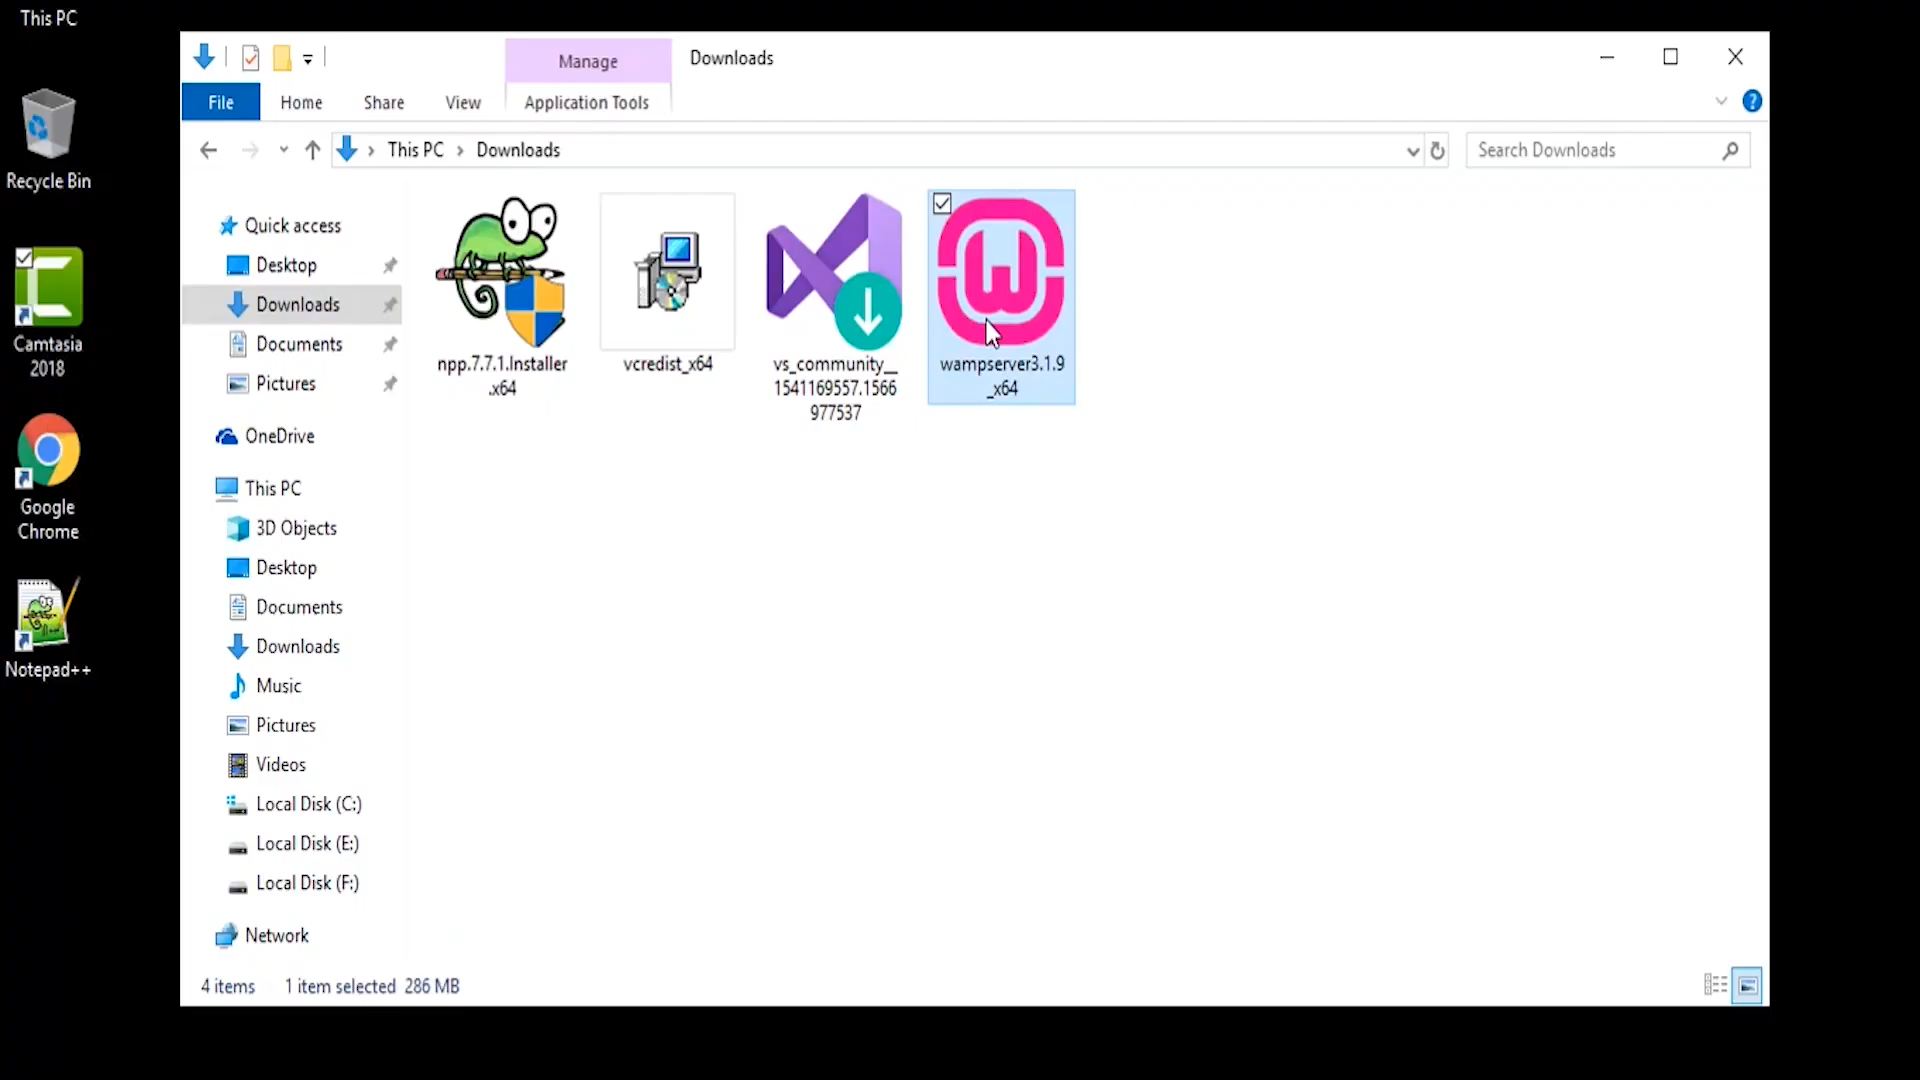 This PC
Recycle Bin
Camtasia
2018
Google
Chrome
Notepad++
Manage
Downloads
File
Home
Share
View
Application Tools
This PC
Downloads
Search Downloads
Quick access
Desktop
Downloads
Documents
Pictures
OneDrive
This PC
3D Objects
Desktop
Documents
Downloads
Music
Pictures
Videos
Local Disk (C:)
Local Disk (E:)
Local Disk (F:)
Network
npp.7.7.1.Installer
.x64
vcredist_x64
vs_community__
1541169557.1566
977537
wampserver3.1.9
_x64
4 items
1 item selected 286 MB